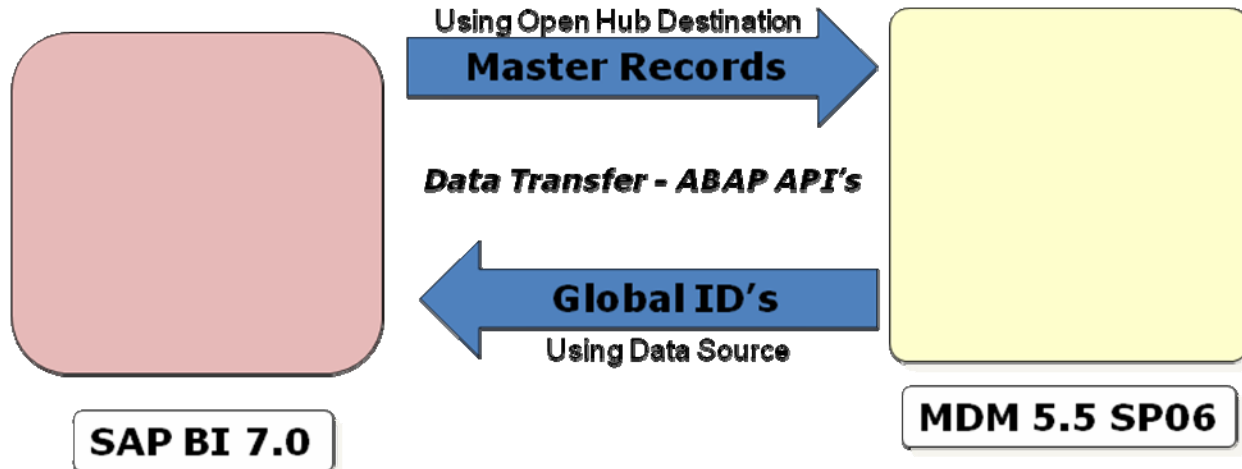 Using Open Hub Destination
Master Records
Data Transfer - ABAP API's
Global ID's
Using Data Source
SAP BI 7.0
MDM 5.5 SP06